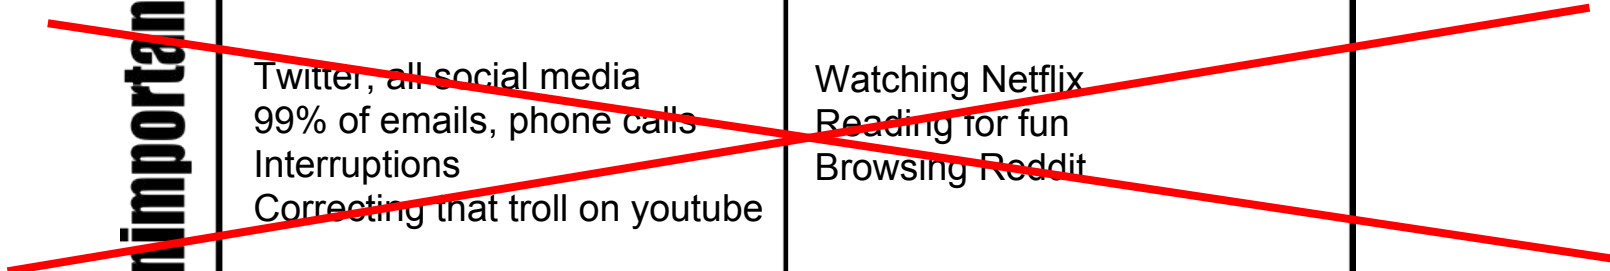 nimportan
Twitter, all social media
99% of emails, phone calls
Interruptions
Correcting that troll on youtube
Watching Netflix
Reading for fun
Browsing Reddit